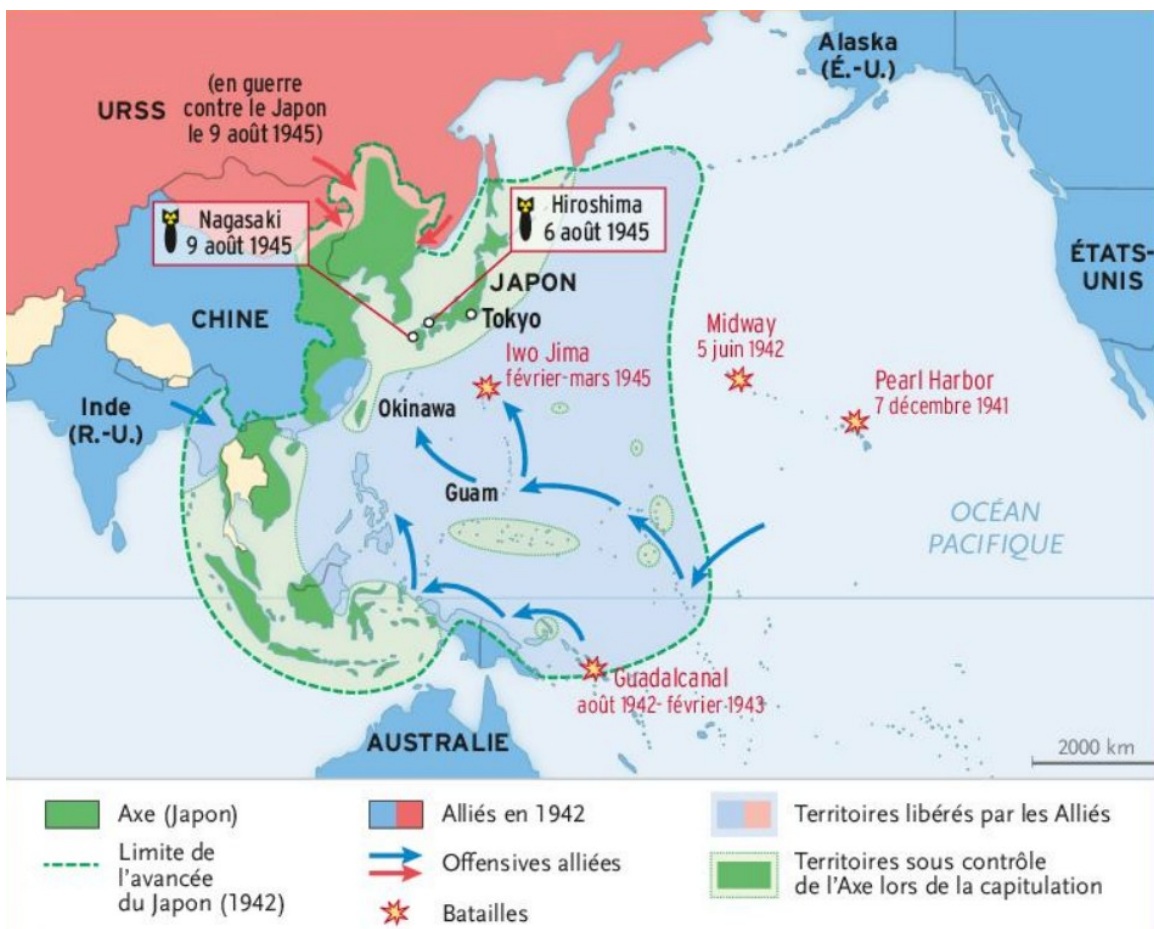 Alaska
(É.-U.)
(en guerre
contre le Japon
le 9 août 1945)
URSS
Nagasaki
9 août 1945
Hiroshima
6 août 1945
ÉTATS-
UNIS
JAPON
CHINE
Tokyo
Midway
5 juin 1942
Iwo Jima
février-mars 1945
Pearl Harbor
7 décembre 1941
Inde
(R.-U.)
Okinawa
Guam
OCÉAN
PACIFIQUE
Guadalcanal
août 1942- février 1943
AUSTRALIE
2000 km
Axe (Japon)
Limite de
l'avancée
du Japon (1942)
Alliés en 1942
Offensives alliées
Batailles
Territoires libérés par les Alliés
Territoires sous contrôle
de l'Axe lors de la capitulation